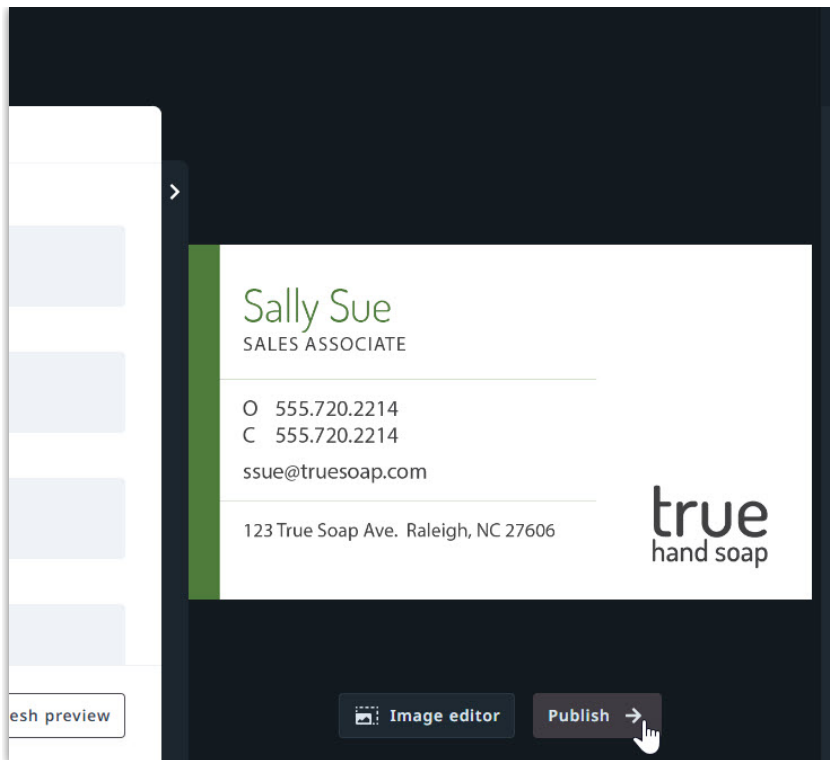 Sally Sue
SALES ASSOCIATE
O 555.720.2214
C 555.720.2214
ssue@truesoap.com
123 True Soap Ave. Raleigh, NC 27606
true
hand soap
esh preview
Image editor
Publish